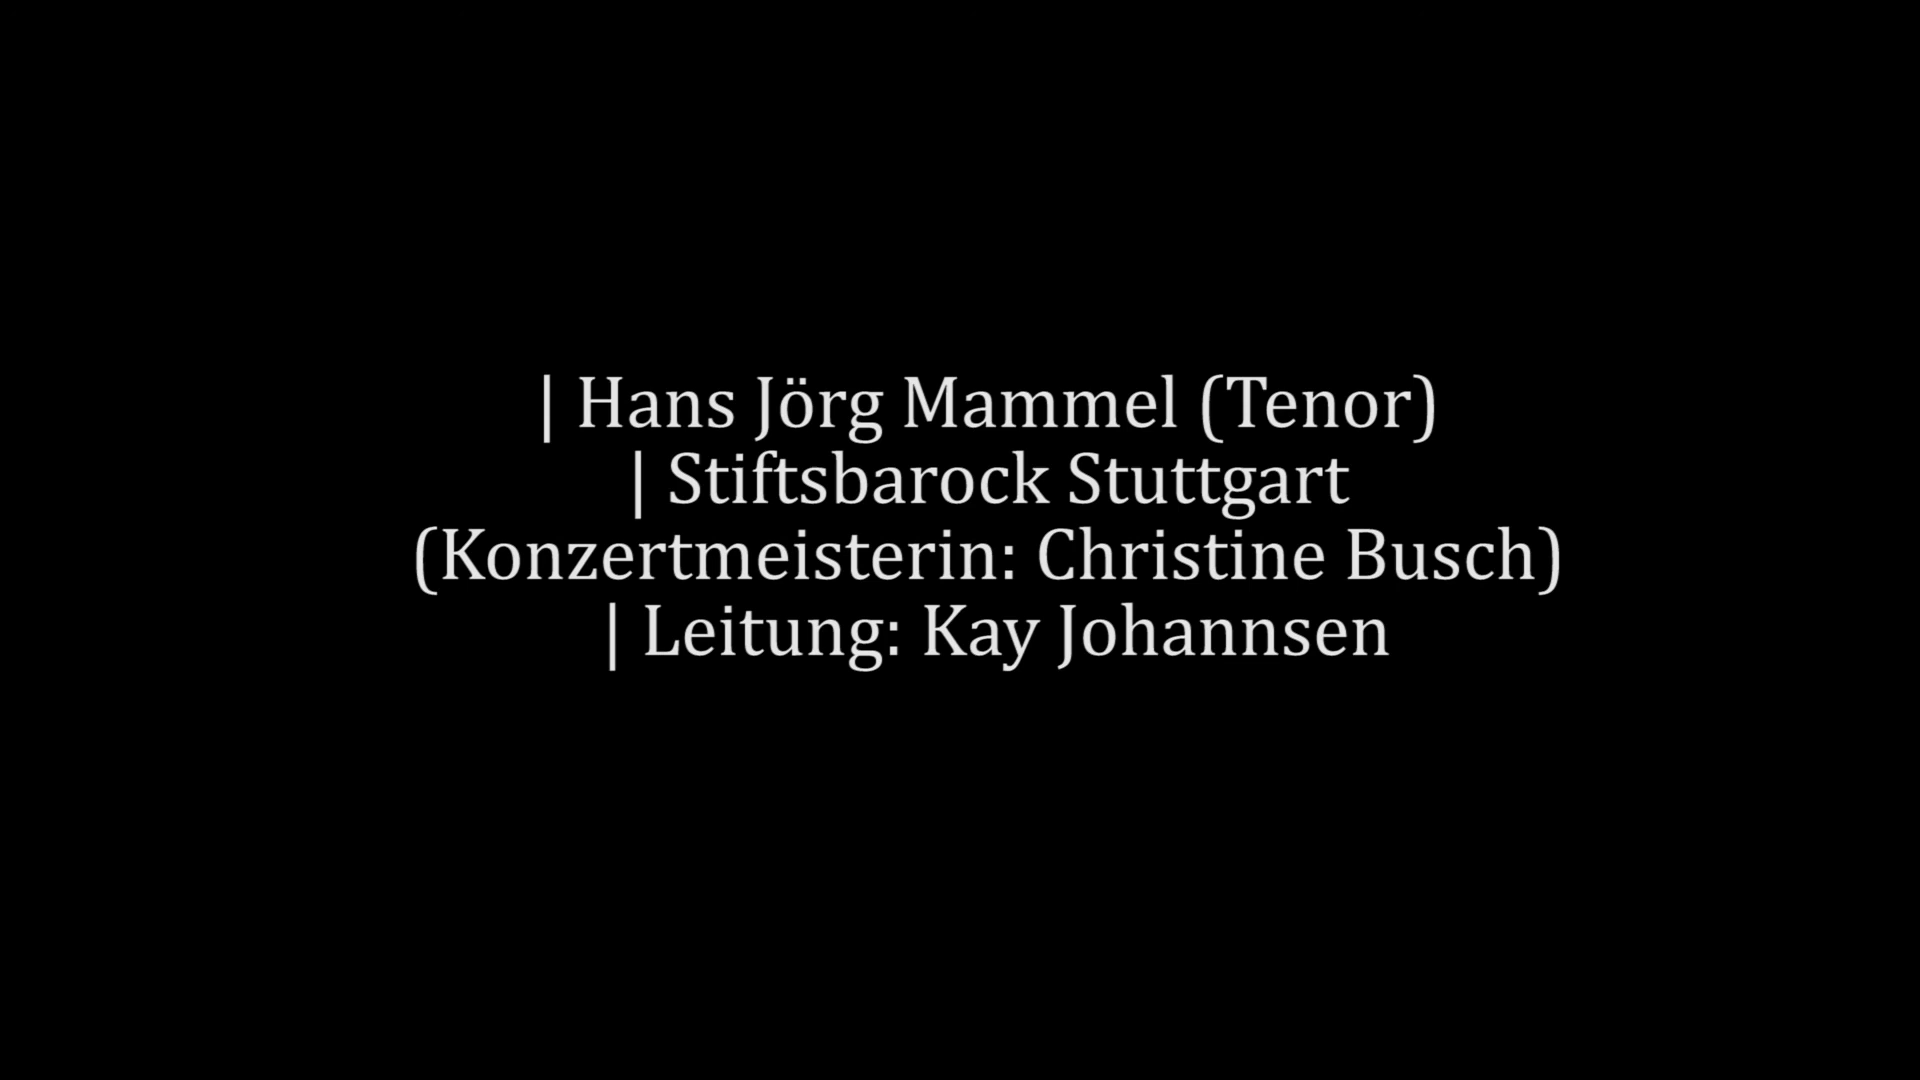 | Hans Jörg Mammel (Tenor)
| Stiftsbarock Stuttgart
(Konzertmeisterin: Christine Busch)
| Leitung: Kay Johannsen